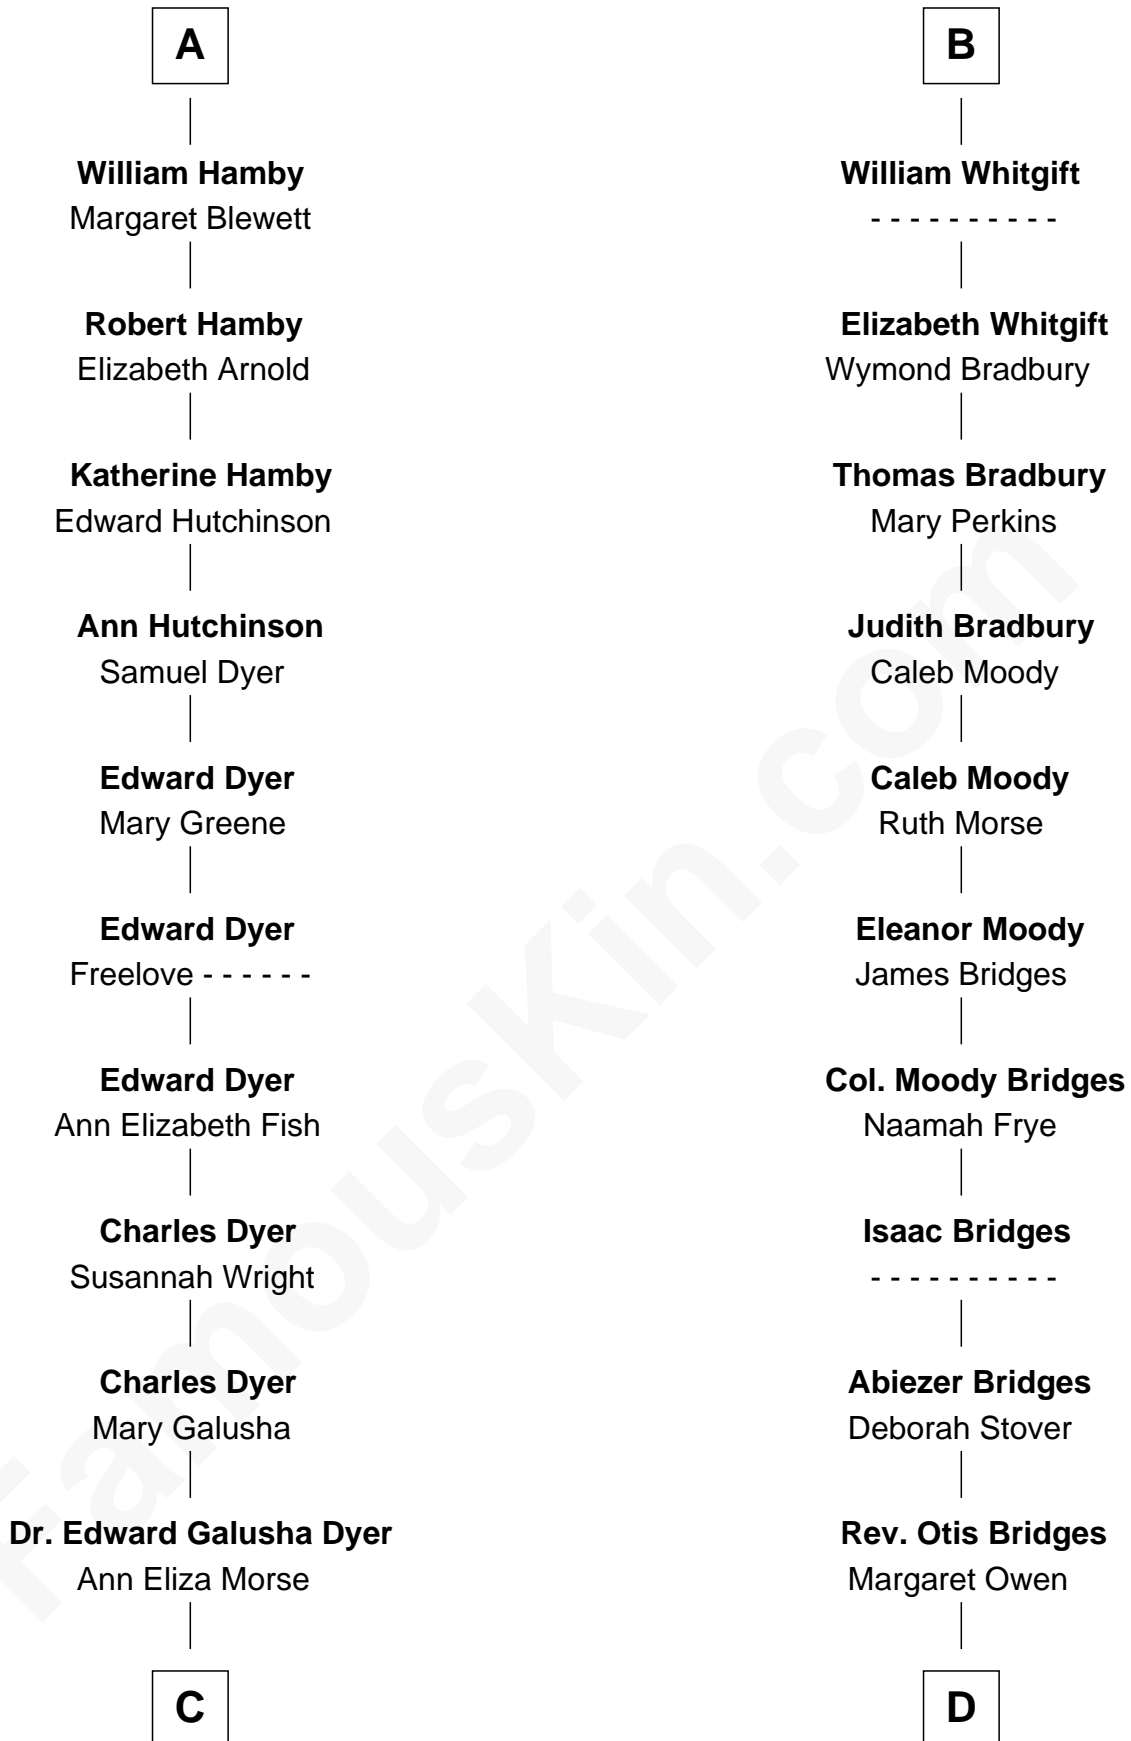 A
William Hamby
Margaret Blewett
Robert Hamby
Elizabeth Arnold
Katherine Hamby
Edward Hutchinson
Ann Hutchinson
Samuel Dyer
Edward Dyer
Mary Greene
Edward Dyer
Freelove - - - - - -
Edward Dyer
Ann Elizabeth Fish
Charles Dyer
Susannah Wright
Charles Dyer
Mary Galusha
Dr. Edward Galusha Dyer
Ann Eliza Morse
C
B
William Whitgift
- - - - - - - - - -
Elizabeth Whitgift
Wymond Bradbury
Thomas Bradbury
Mary Perkins
Judith Bradbury
Caleb Moody
Caleb Moody
Ruth Morse
Eleanor Moody
James Bridges
Col. Moody Bridges
Naamah Frye
Isaac Bridges
- - - - - - - - - -
Abiezer Bridges
Deborah Stover
Rev. Otis Bridges
Margaret Owen
D
FamousKin.com